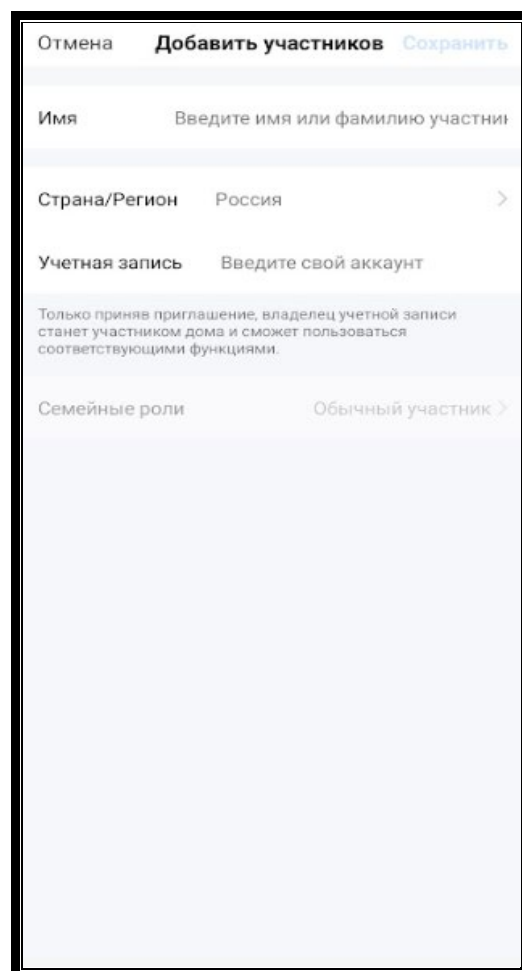 Отмена Добавить участников Сохранить
Имя Введите имя или фамилию участни
Страна/Регион Россия
Учетная запись Введите свой аккаунт
Только приняв приглашение, владелец учетной записи
станет участником дома и сможет пользоваться
соответствующими функциями.
Семейные роли Обычный участник